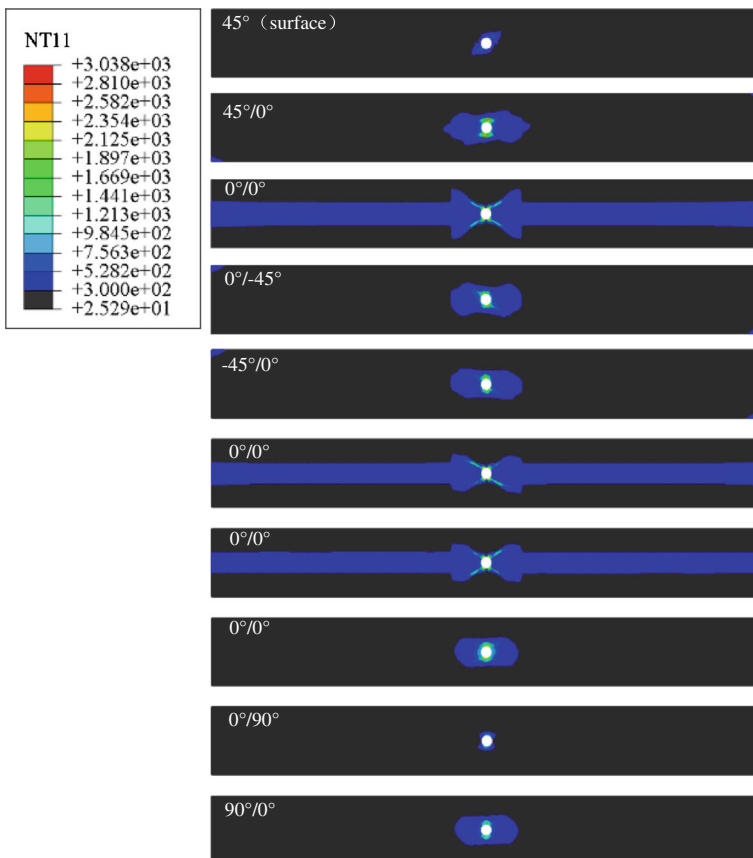 NT11
+3.038e+03
+2.810e+03
+2.582e+03
+2.354e+03
+2.125e+03
+1.897e+03
+1.669e+03
+1.441e+03
+1.213e+03
+9.845e+02
+7.563e+02
+5.282e+02
+3.000e+02
+2.529e+01
45°（surface）
45°/0°
0°/0°
0°/-45°
-45°/0°
0°/0°
0°/0°
0°/0°
0°/90°
90°/0°